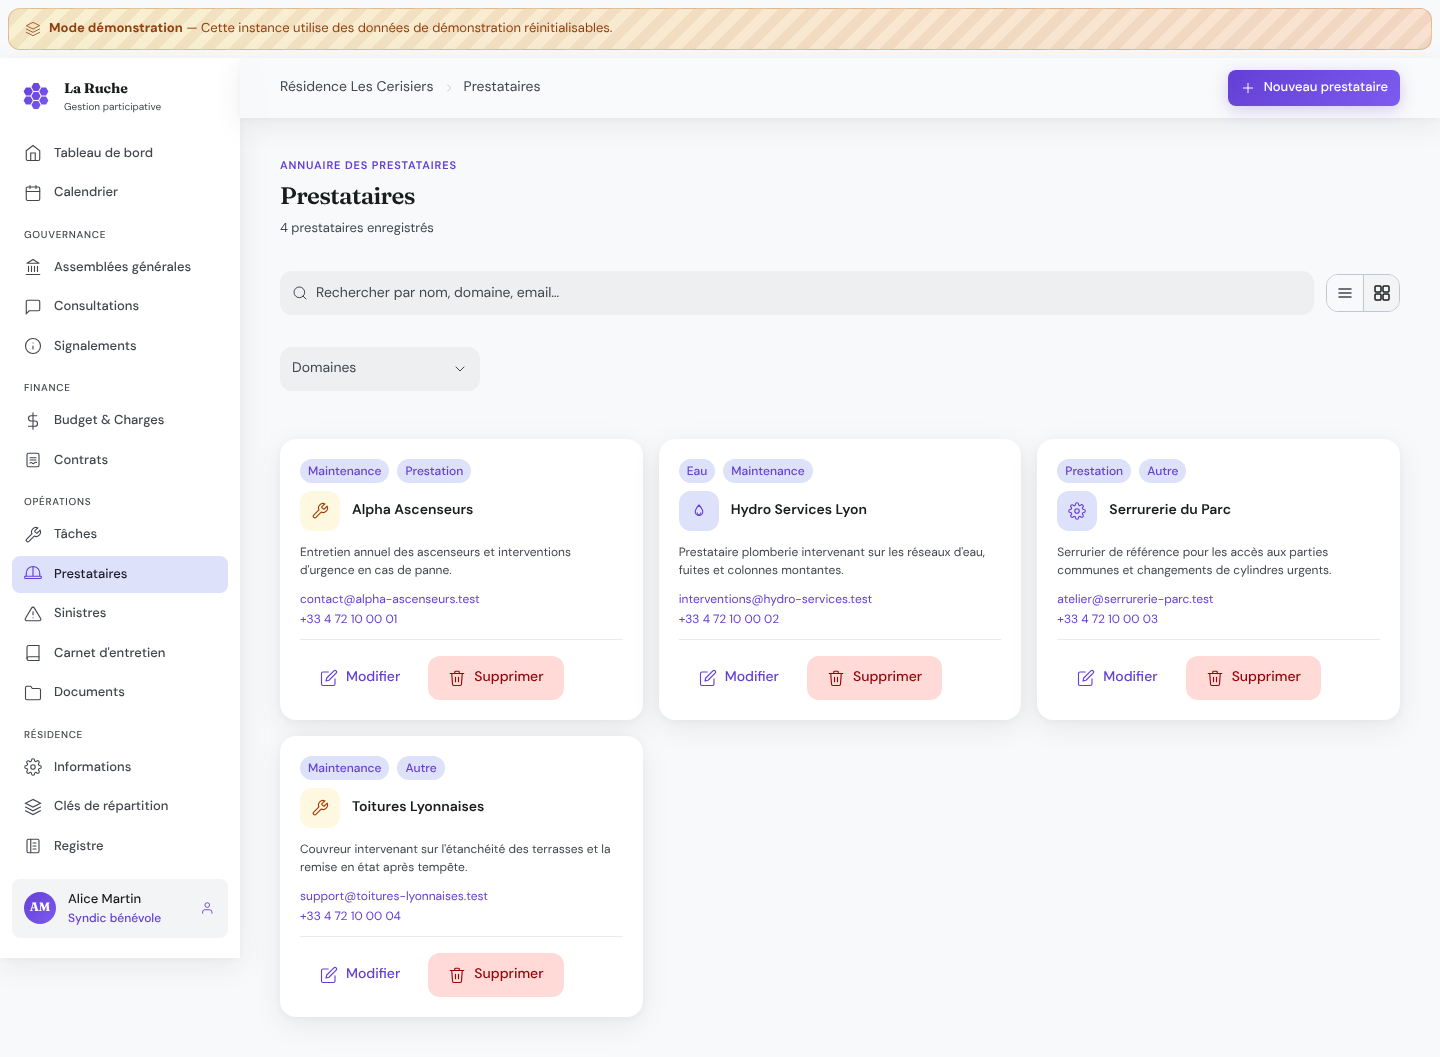 Mode démonstration — Cette instance utilise des données de démonstration réinitialisables.
La Ruche
Gestion participative
Tableau de bord
Calendrier
GOUVERNANCE
Assemblées générales
Consultations
Signalements
FINANCE
Budget & Charges
Contrats
OPÉRATIONS
Tâches
Prestataires
Sinistres
Carnet d'entretien
Documents
RÉSIDENCE
Informations
Clés de répartition
Registre
AM
Alice Martin
Syndic bénévole
Résidence Les Cerisiers > Prestataires
Nouveau prestataire
ANNUAIRE DES PRESTATAIRES
Prestataires
4 prestataires enregistrés
Rechercher par nom, domaine, email...
Domaines
Maintenance Prestation
Alpha Ascenseurs
Entretien annuel des ascenseurs et interventions
d'urgence en cas de panne.
contact@alpha-ascenseurs.test
+33 4 72 10 00 01
Modifier Supprimer
Eau Maintenance
Hydro Services Lyon
Prestataire plomberie intervenant sur les réseaux d'eau,
fuites et colonnes montantes.
interventions@hydro-services.test
+33 4 72 10 00 02
Modifier Supprimer
Prestation Autre
Serrurerie du Parc
Serrurier de référence pour les accès aux parties
communes et changements de cylindres urgents.
atelier@serrurerie-parc.test
+33 4 72 10 00 03
Modifier Supprimer
Maintenance Autre
Toitures Lyonnaises
Couvreur intervenant sur l'étanchéité des terrasses et la
remise en état après tempête.
support@toitures-lyonnaises.test
+33 4 72 10 00 04
Modifier Supprimer